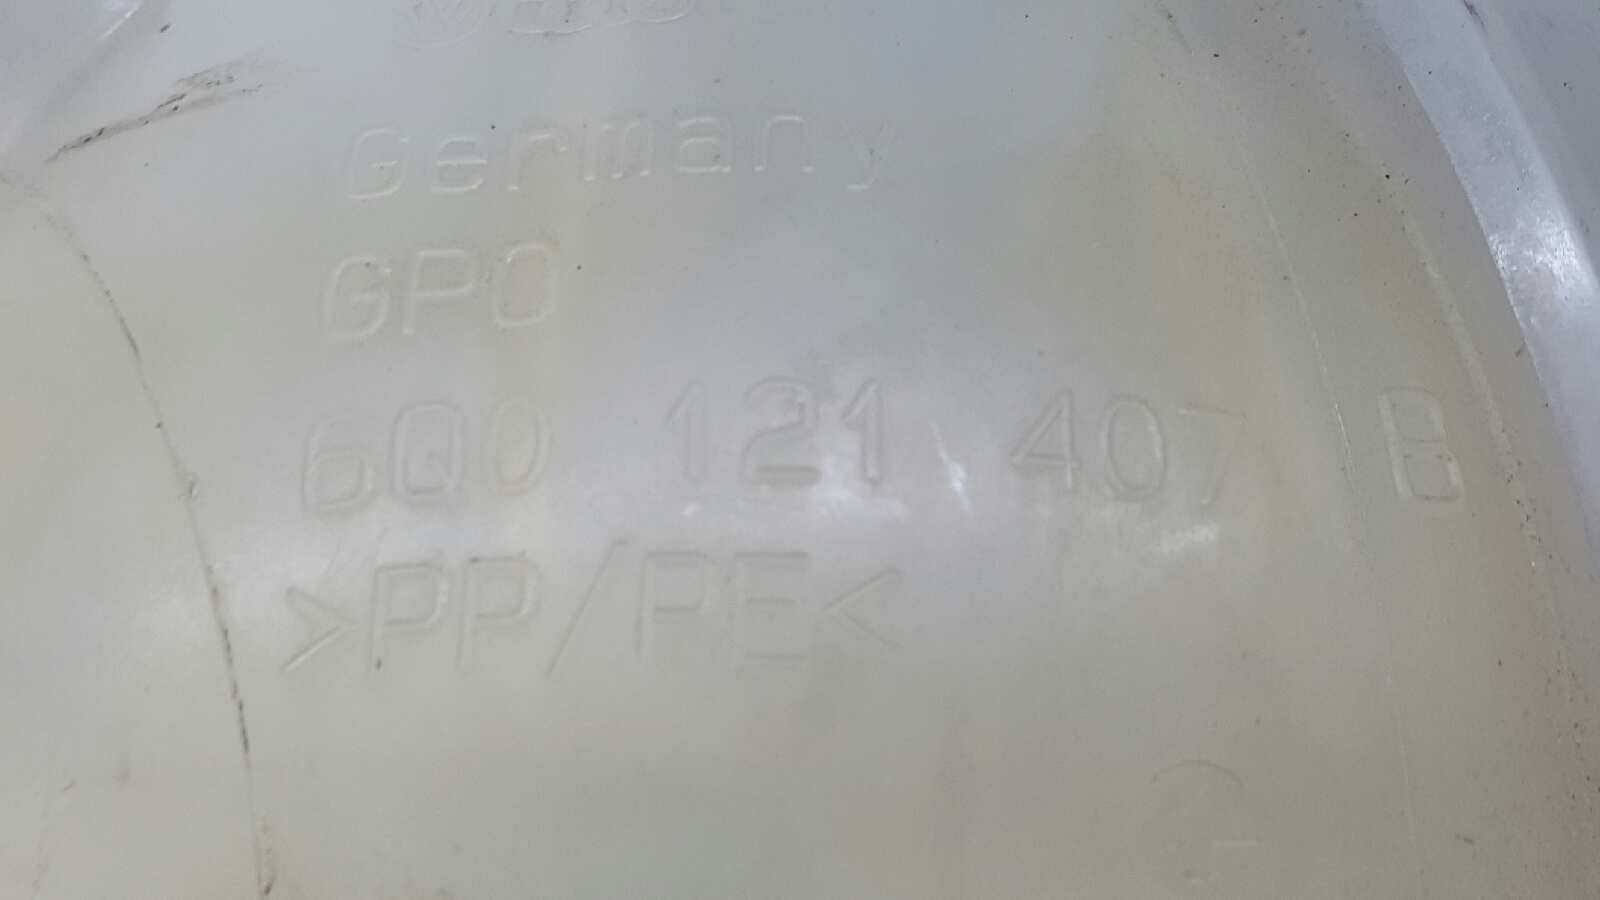 Germany
GPO
6Q0 121 407 B
>PP/PE<